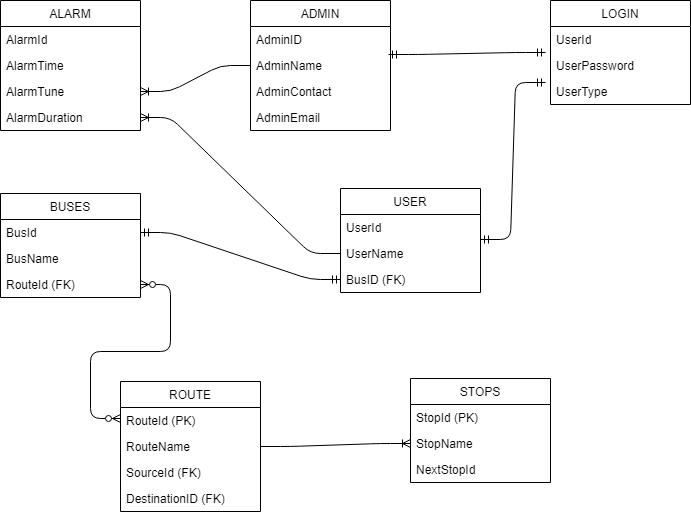 ALARM
AlarmId
AlarmTime
AlarmTune
AlarmDuration
ADMIN
AdminID
AdminName
AdminContact
AdminEmail
LOGIN
UserId
UserPassword
UserType
BUSES
BusId
BusName
RouteId (FK)
USER
UserId
UserName
BusID (FK)
ROUTE
RouteId (PK)
RouteName
SourceId (FK)
DestinationID (FK)
STOPS
StopId (PK)
StopName
NextStopId